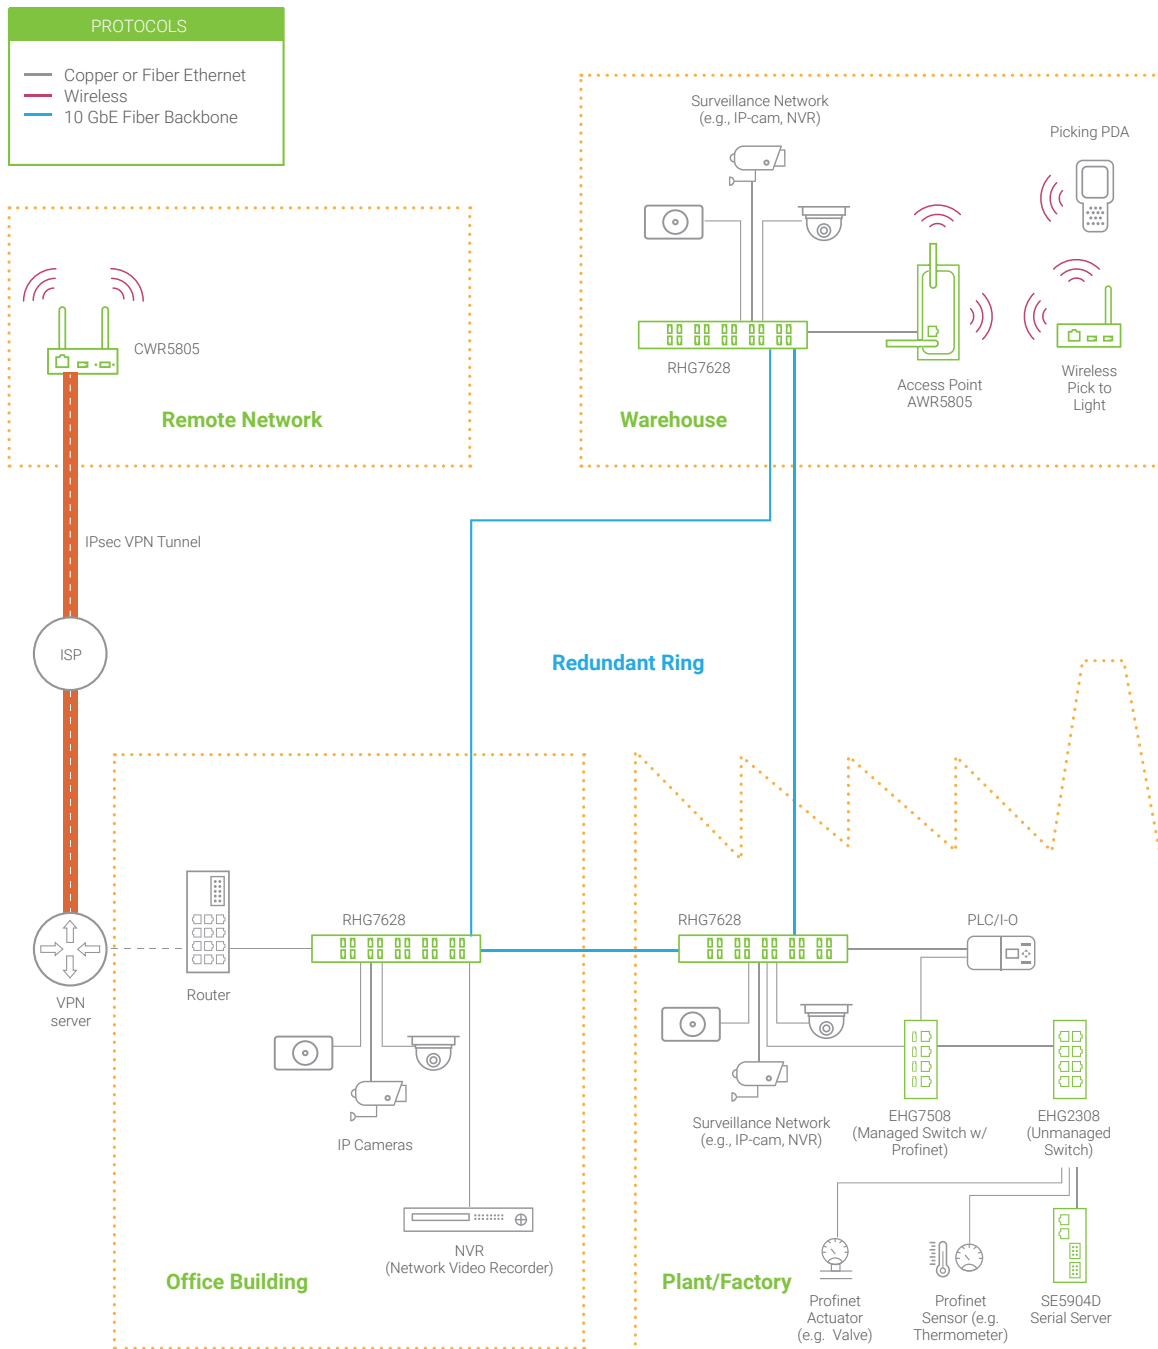 PROTOCOLS
Copper or Fiber Ethernet
Wireless
10 GbE Fiber Backbone
Surveillance Network
(e.g., IP-cam, NVR)
Picking PDA
CWR5805
RHG7628
Access Point
AWR5805
Wireless
Pick to
Light
Remote Network
Warehouse
IPsec VPN Tunnel
ISP
Redundant Ring
RHG7628
RHG7628
PLC/I-O
Router
VPN
server
IP Cameras
Surveillance Network
(e.g., IP-cam, NVR)
EHG7508
(Managed Switch w/
Profinet)
EHG2308
(Unmanaged
Switch)
NVR
(Network Video Recorder)
Office Building
Plant/Factory
Profinet
Actuator
(e.g. Valve)
Profinet
Sensor (e.g.
Thermometer)
SE5904D
Serial Server